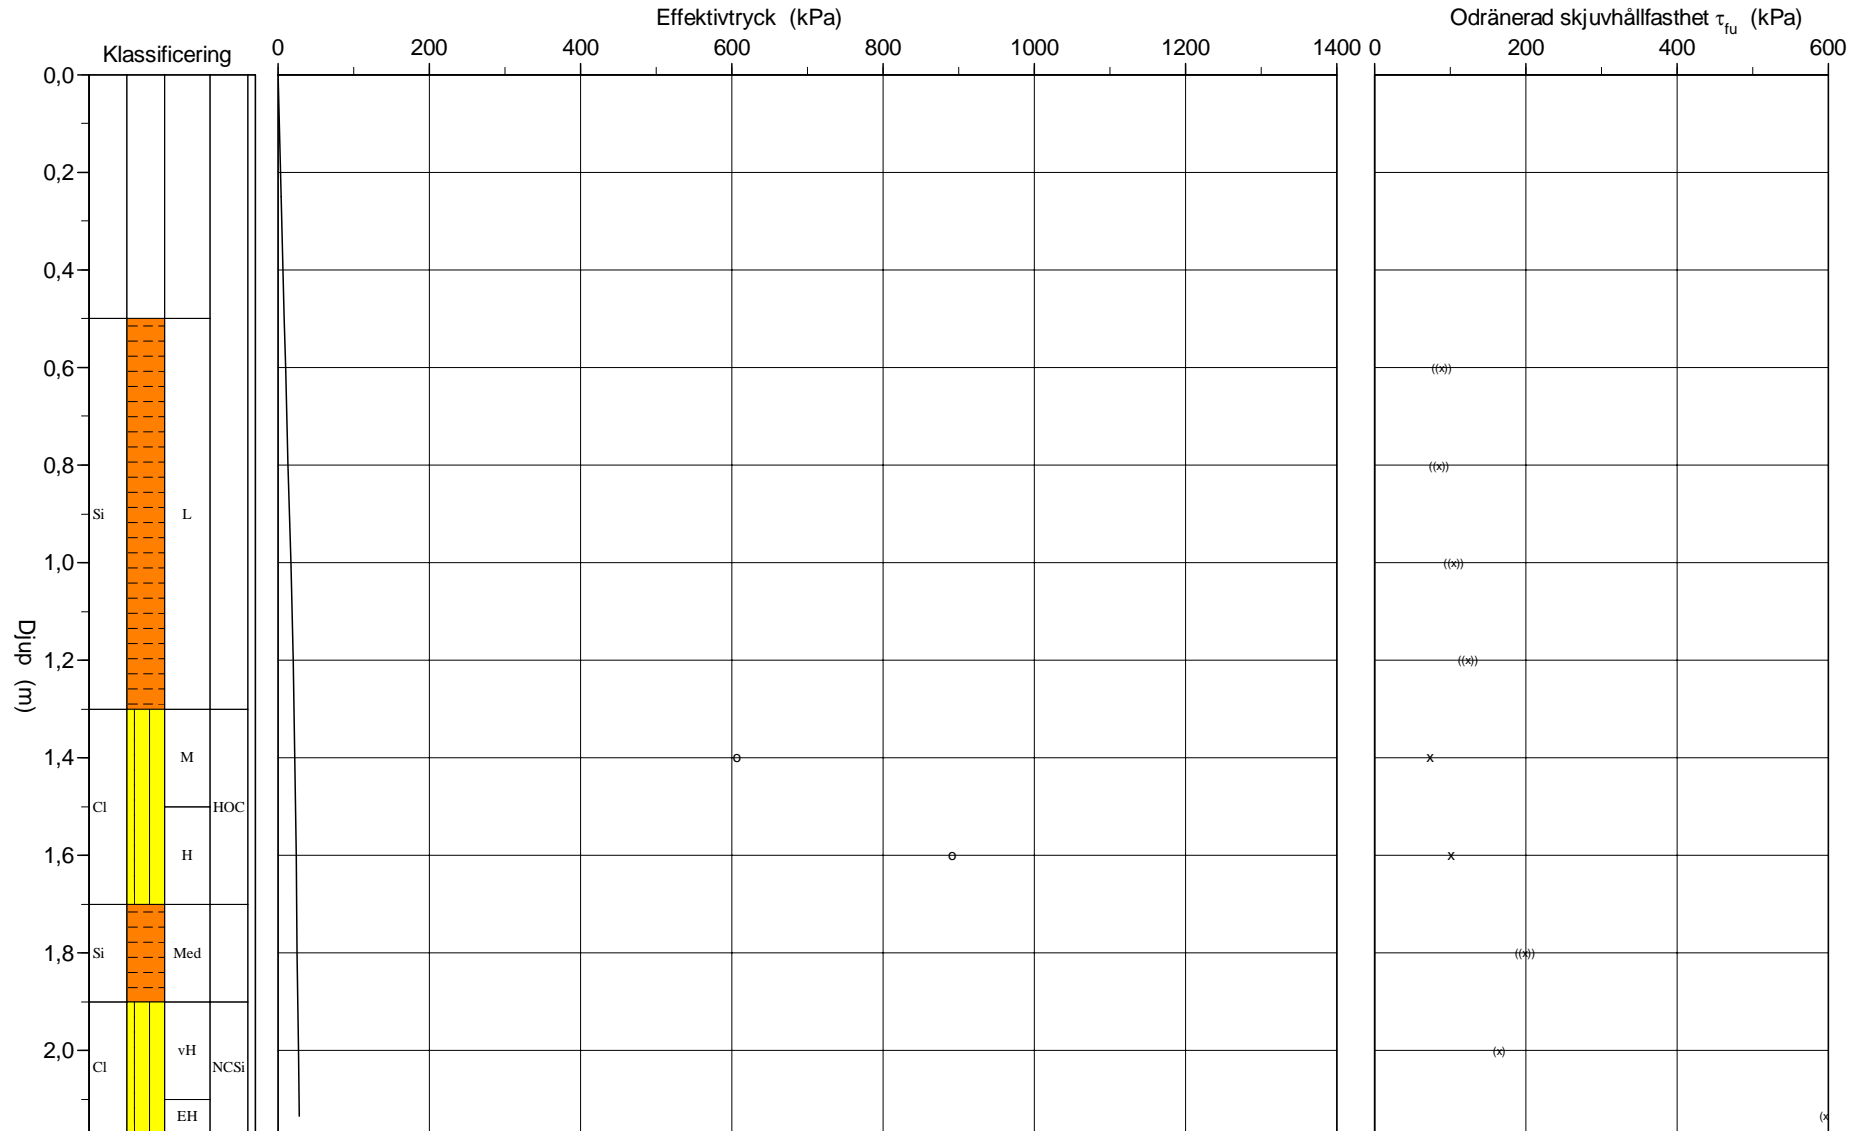 Effektivtryck (kPa)
Odränerad skjuvhållfasthet τfu (kPa)
Klassificering
0 200 400 600 800 1000 1200 1400 0 200 400 600
0,0
0,2
0,4
0,6 ((x))
0,8 ((x))
Si L
1,0 ((x))
Djup (m)
1,2 ((x))
M
1,4 o x
Cl HOC
H
1,6 o x
Si Med
1,8 ((x))
vH
2,0 (x)
Cl NCSi
EH (x